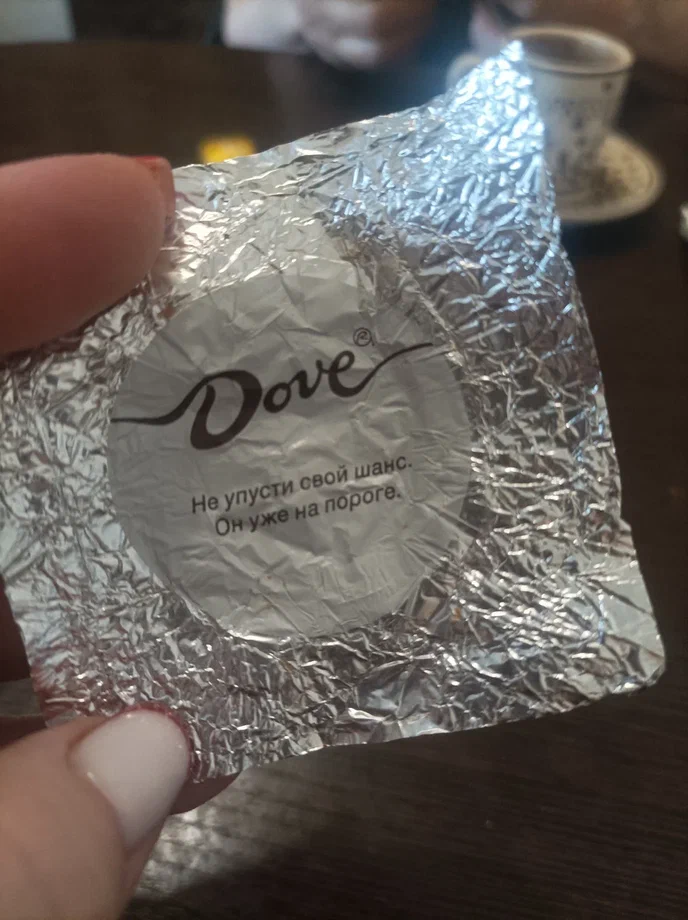 Dove®
Не упусти свой шанс.
Он уже на пороге.